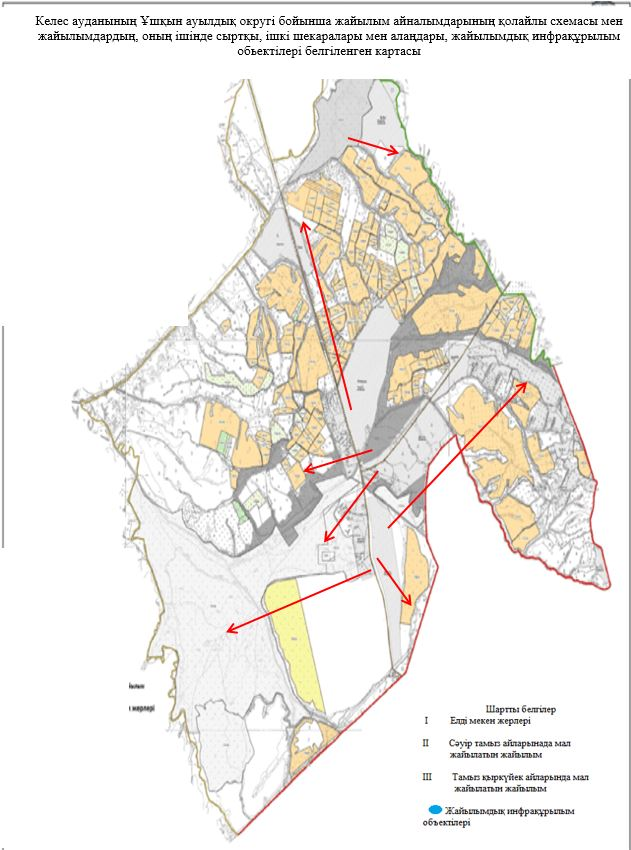 Келес ауданының Ұшқын ауылдық округі бойынша жайылым айналымдарының қолайлы схемасы мен
жайылымдардың, оның ішінде сыртқы, ішкі шекаралары мен алаңдары, жайылымдық инфрақұрылым
объектілері белгіленген картасы
жерлері
Шартты белгілер
I Елді мекен жерлері
II Сәуір тамыз айларынада мал
жайылатын жайылым
III Тамыз қыркүйек айларында мал
жайылатын жайылым
Жайылымдық инфрақұрылым
объектілері